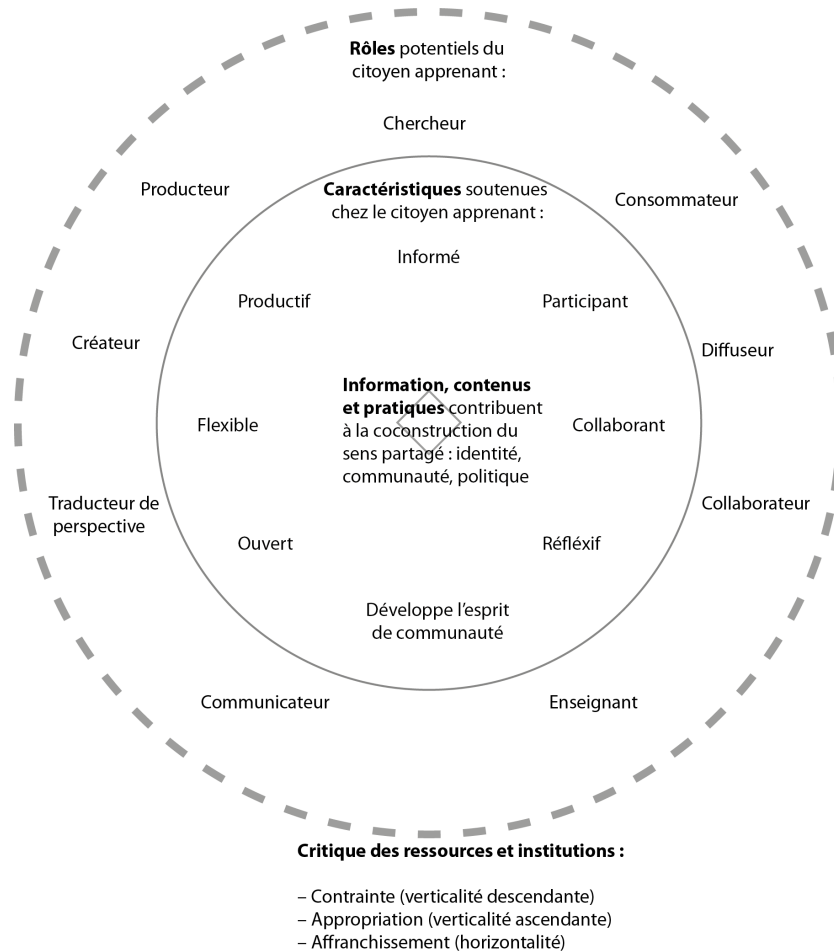 Rôles potentiels du
citoyen apprenant :
Chercheur
Producteur
Consommateur
Caractéristiques soutenues
chez le citoyen apprenant :
Informé
Productif
Participant
Créateur
Diffuseur
Information, contenus
et pratiques contribuent
à la coconstruction du
sens partagé : identité,
communauté, politique
Flexible
Collaborant
Traducteur de
perspective
Collaborateur
Ouvert
Réfléxif
Développe l’esprit
de communauté
Communicateur
Enseignant
Critique des ressources et institutions :
– Contrainte (verticalité descendante)
– Appropriation (verticalité ascendante)
– Affranchissement (horizontalité)